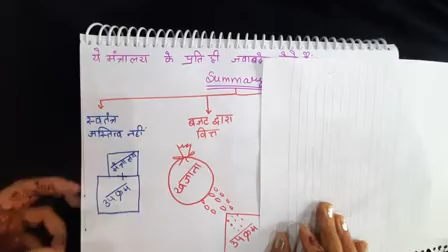 ये मंत्रालय के प्रति ही जवाबदेह
Summary
स्वतंत्र
अस्तित्व नहीं
बजट द्वारा
वित्त
मंत्रालय
उपक्रम
खजाना
उपक्रम